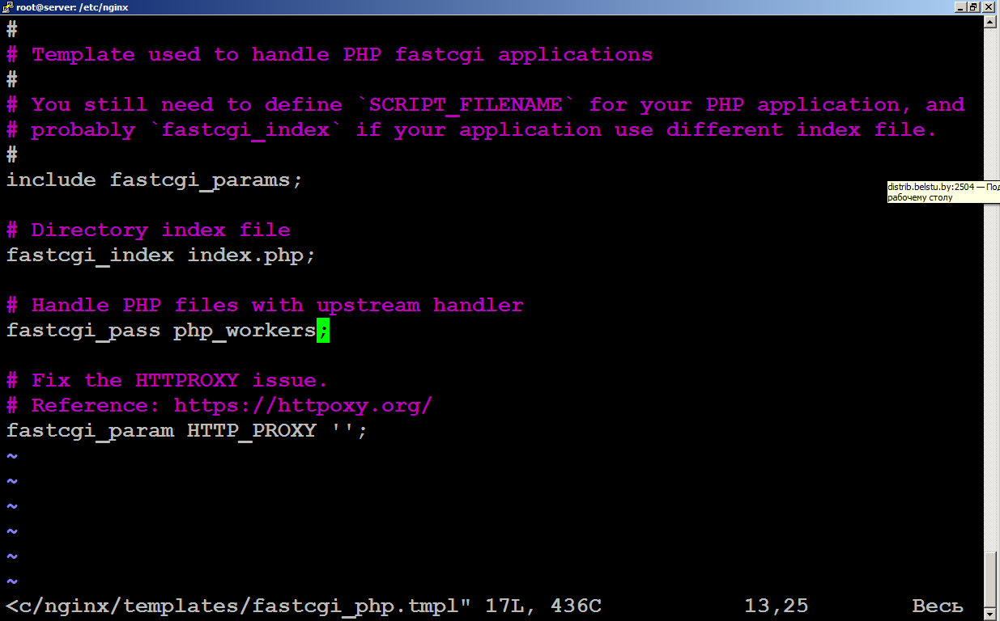 root@server: /etc/nginx
#
# Template used to handle PHP fastcgi applications
#
# You still need to define `SCRIPT_FILENAME` for your PHP application, and
# probably `fastcgi_index` if your application use different index file.
#
include fastcgi_params;
distrib.belstu.by:2504 — Под
рабочему столу
# Directory index file
fastcgi_index index.php;
# Handle PHP files with upstream handler
fastcgi_pass php_workers;
# Fix the HTTPROXY issue.
# Reference: https://httpoxy.org/
fastcgi_param HTTP_PROXY '';
~
~
~
~
~
~
<c/nginx/templates/fastcgi_php.tmpl" 17L, 436C 13,25 Весь